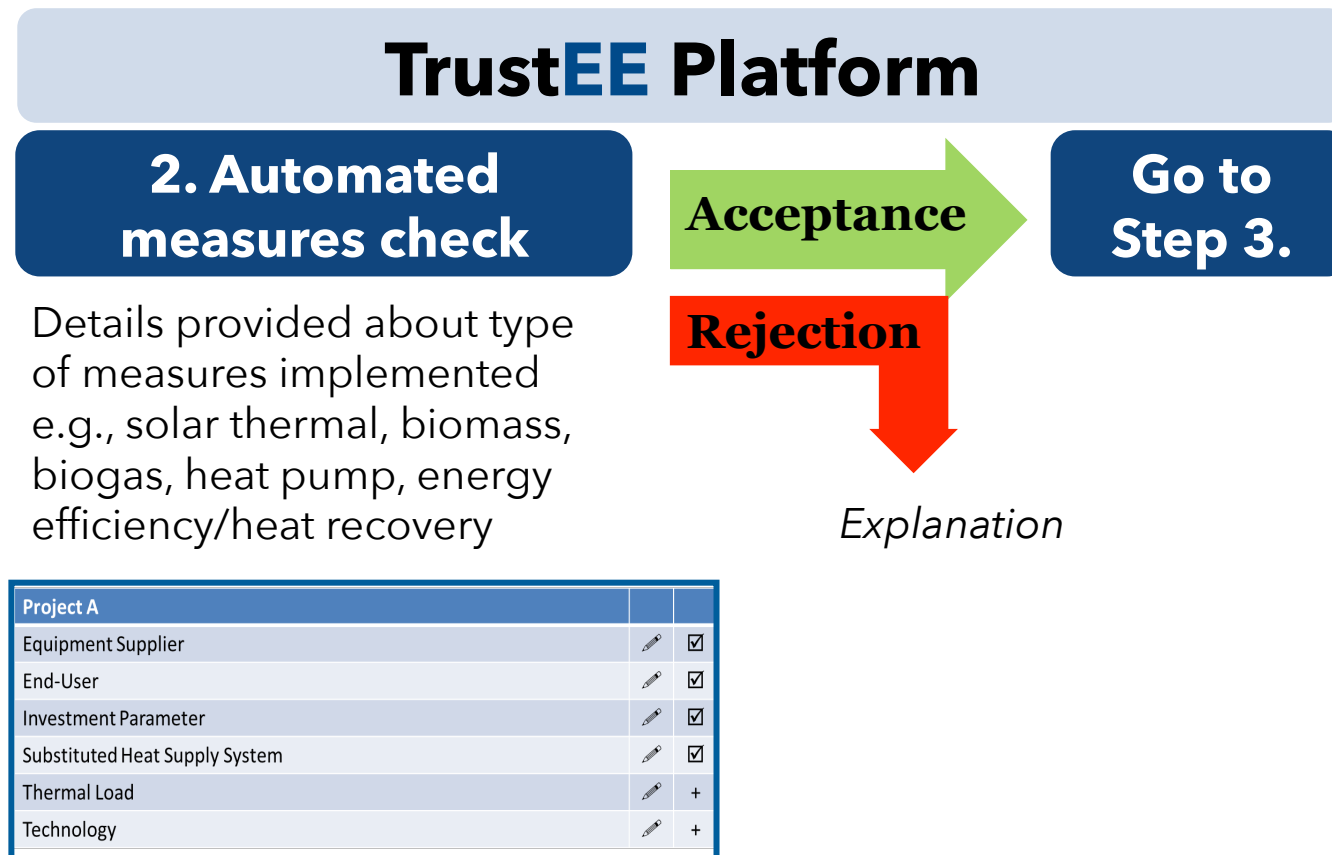 TrustEE Platform
2. Automated
measures check
Acceptance
Go to
Step 3.
Rejection
Details provided about type
of measures implemented
e.g., solar thermal, biomass,
biogas, heat pump, energy
efficiency/heat recovery
Explanation
Project A
Equipment Supplier ✎ ☑
End-User ✎ ☑
Investment Parameter ✎ ☑
Substituted Heat Supply System ✎ ☑
Thermal Load ✎ +
Technology ✎ +